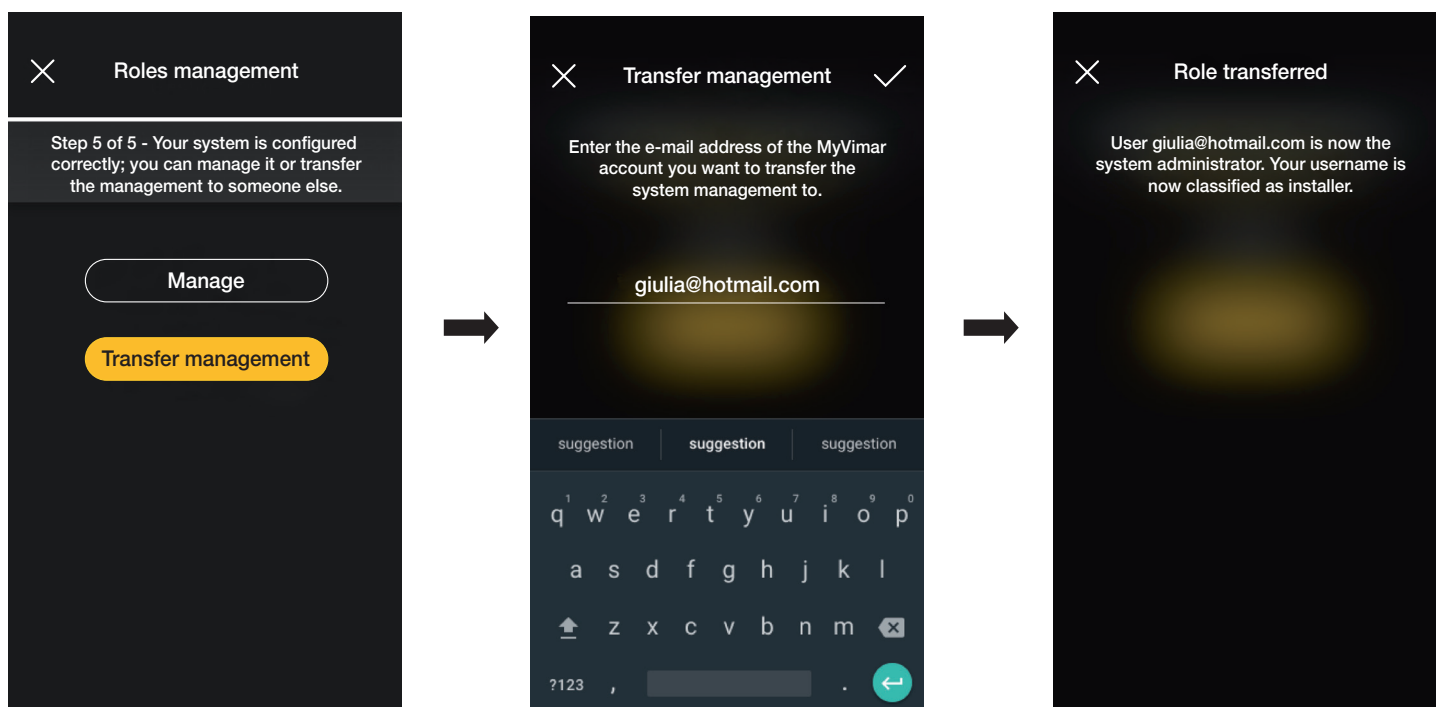 Roles management
Step 5 of 5 - Your system is configured
correctly; you can manage it or transfer
the management to someone else.
Manage
Transfer management
Transfer management
Enter the e-mail address of the MyVimar
account you want to transfer the
system management to.
giulia@hotmail.com
suggestion suggestion suggestion
1 2 3 4 5 6 7 8 9 0
q w e r t y u i o p
a s d f g h j k l
z x c v b n m
?123 , .
Role transferred
User giulia@hotmail.com is now the
system administrator. Your username is
now classified as installer.